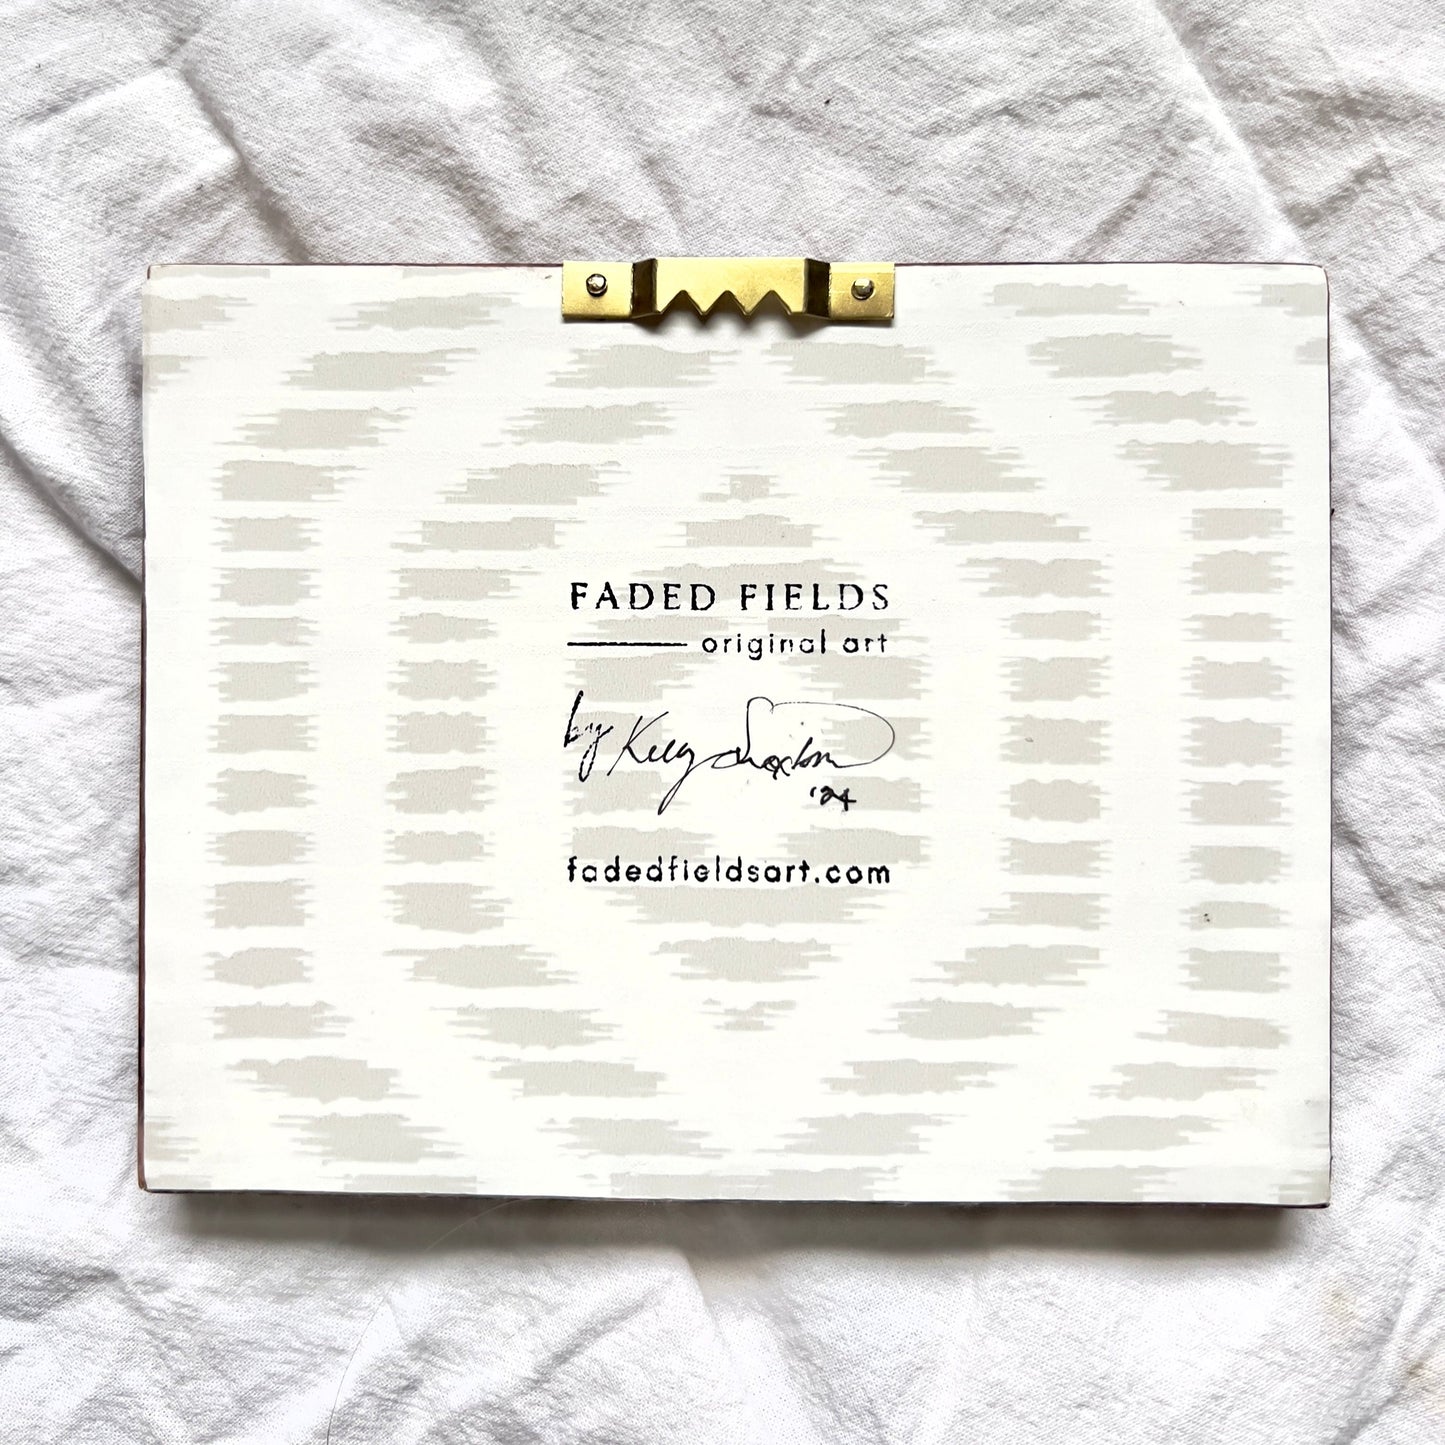 FADED FIELDS
original art
by Kelly
'24
fadedfieldsart.com